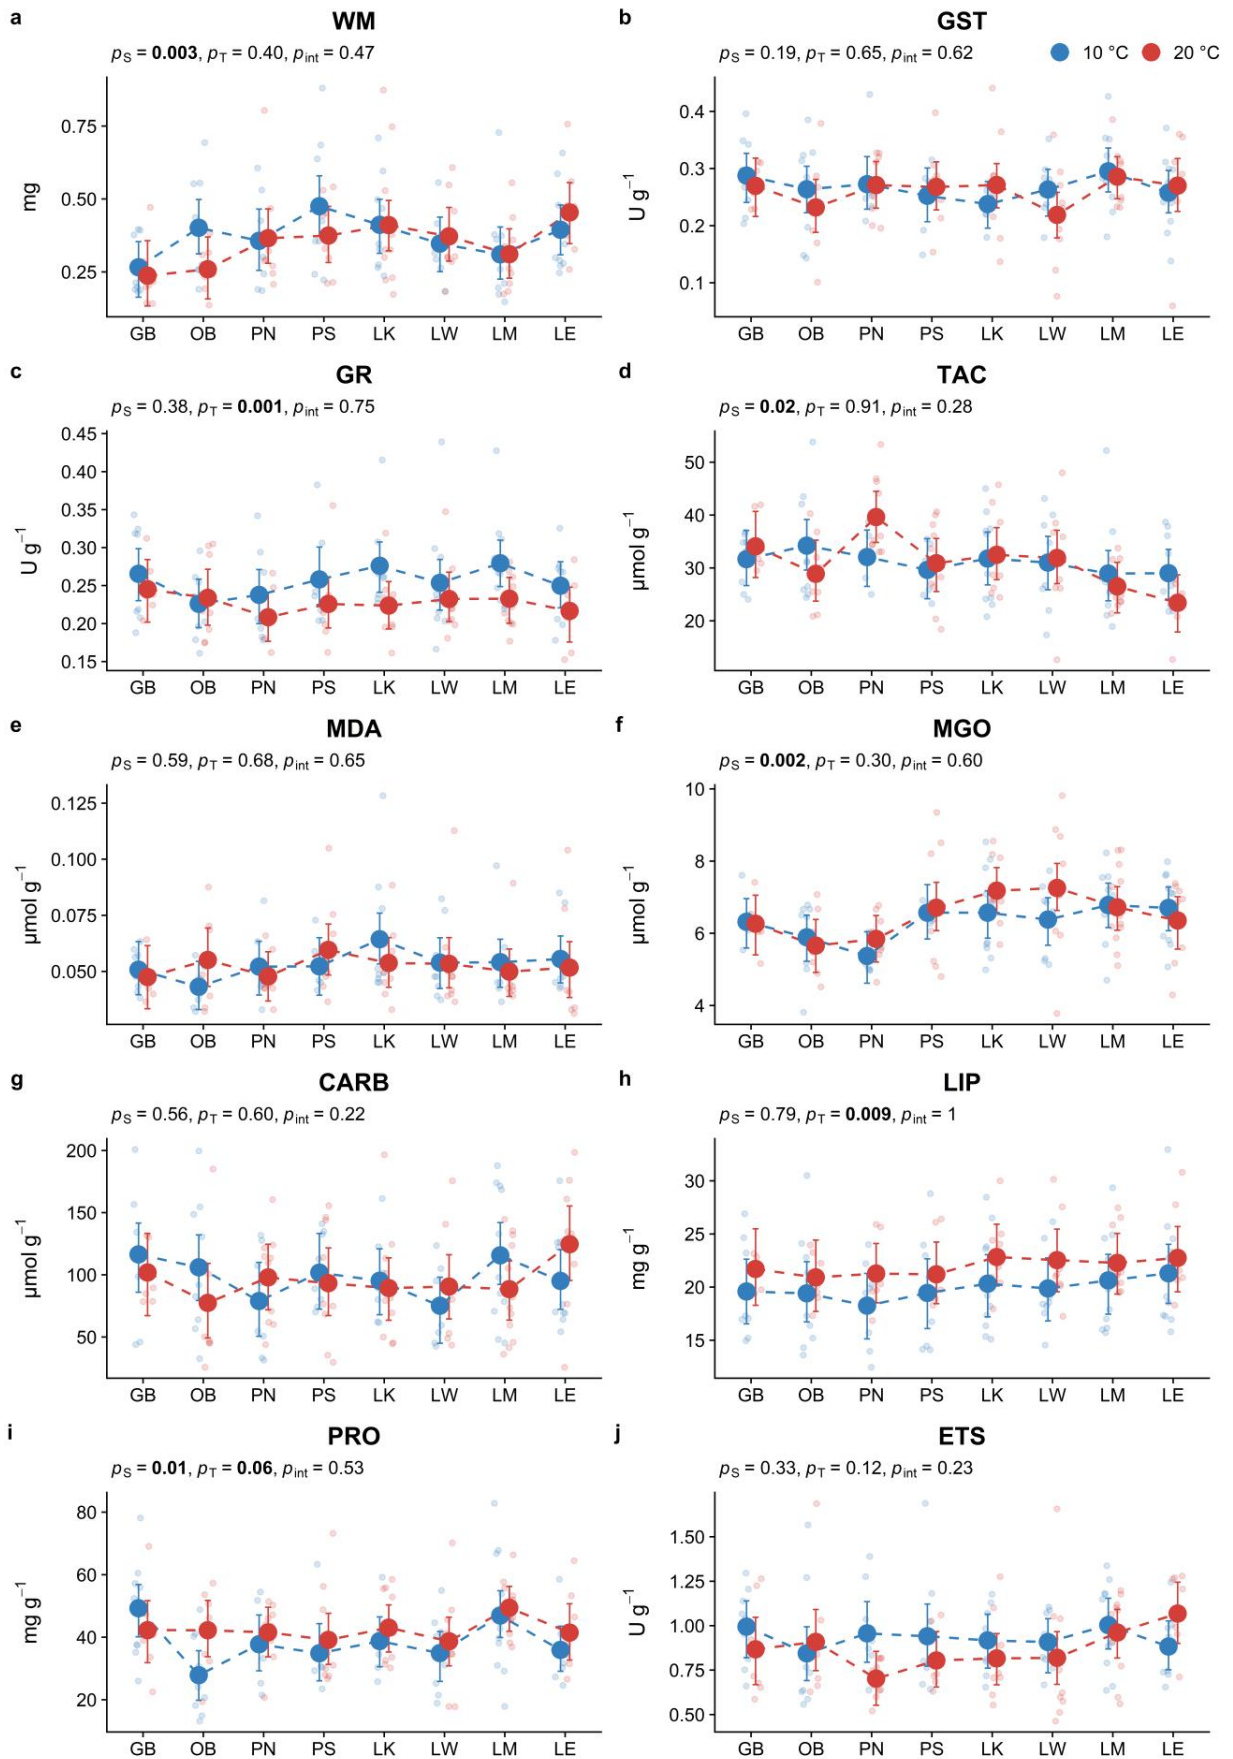 a WM
pS = 0.003, pT = 0.40, pint = 0.47
mg
0.75
0.50
0.25
GB OB PN PS LK LW LM LE
b GST
pS = 0.19, pT = 0.65, pint = 0.62
10 °C 20 °C
U g⁻¹
0.4
0.3
0.2
0.1
GB OB PN PS LK LW LM LE
c GR
pS = 0.38, pT = 0.001, pint = 0.75
U g⁻¹
0.45
0.40
0.35
0.30
0.25
0.20
0.15
GB OB PN PS LK LW LM LE
d TAC
pS = 0.02, pT = 0.91, pint = 0.28
µmol g⁻¹
50
40
30
20
GB OB PN PS LK LW LM LE
e MDA
pS = 0.59, pT = 0.68, pint = 0.65
µmol g⁻¹
0.125
0.100
0.075
0.050
GB OB PN PS LK LW LM LE
f MGO
pS = 0.002, pT = 0.30, pint = 0.60
µmol g⁻¹
10
8
6
4
GB OB PN PS LK LW LM LE
g CARB
pS = 0.56, pT = 0.60, pint = 0.22
µmol g⁻¹
200
150
100
50
GB OB PN PS LK LW LM LE
h LIP
pS = 0.79, pT = 0.009, pint = 1
mg g⁻¹
30
25
20
15
GB OB PN PS LK LW LM LE
i PRO
pS = 0.01, pT = 0.06, pint = 0.53
mg g⁻¹
80
60
40
20
GB OB PN PS LK LW LM LE
j ETS
pS = 0.33, pT = 0.12, pint = 0.23
U g⁻¹
1.50
1.25
1.00
0.75
0.50
GB OB PN PS LK LW LM LE